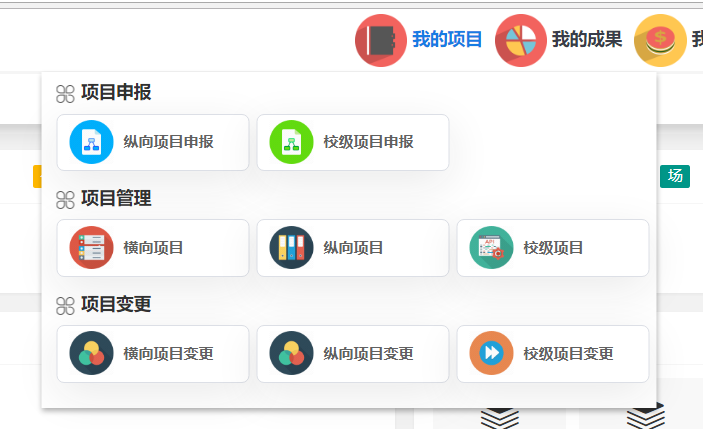 我的项目 我的成果 我
项目申报
纵向项目申报 校级项目申报
场
项目管理
横向项目 纵向项目 校级项目
项目变更
横向项目变更 纵向项目变更 校级项目变更